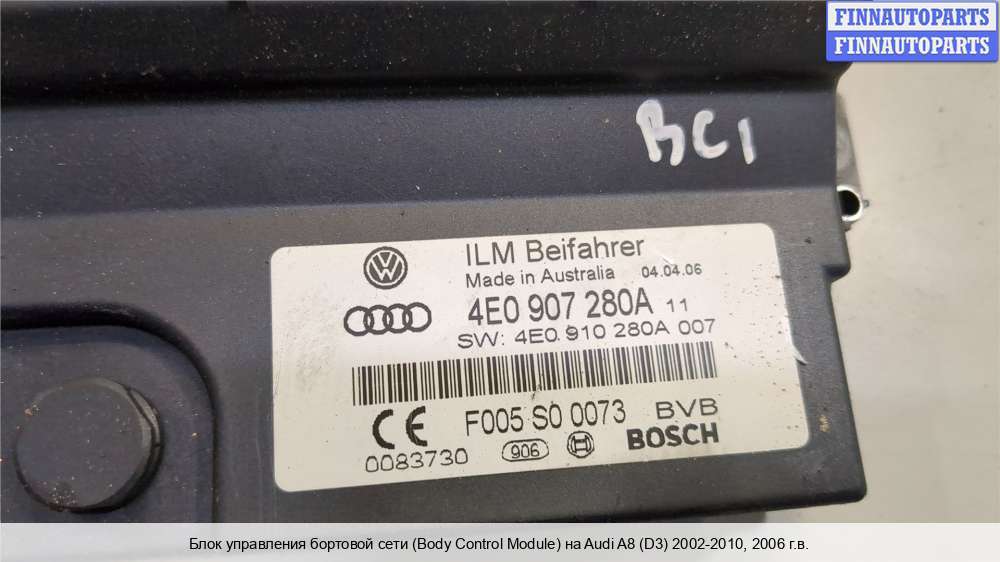 FINNAUTOPARTS
FINNAUTOPARTS
BC1
ILM Beifahrer
Made in Australia 04.04.06
4E0 907 280A 11
SW: 4E0 910 280A 007
CE F005 S0 0073 BVB
0083730 906 BOSCH
Блок управления бортовой сети (Body Control Module) на Audi A8 (D3) 2002-2010, 2006 г.в.